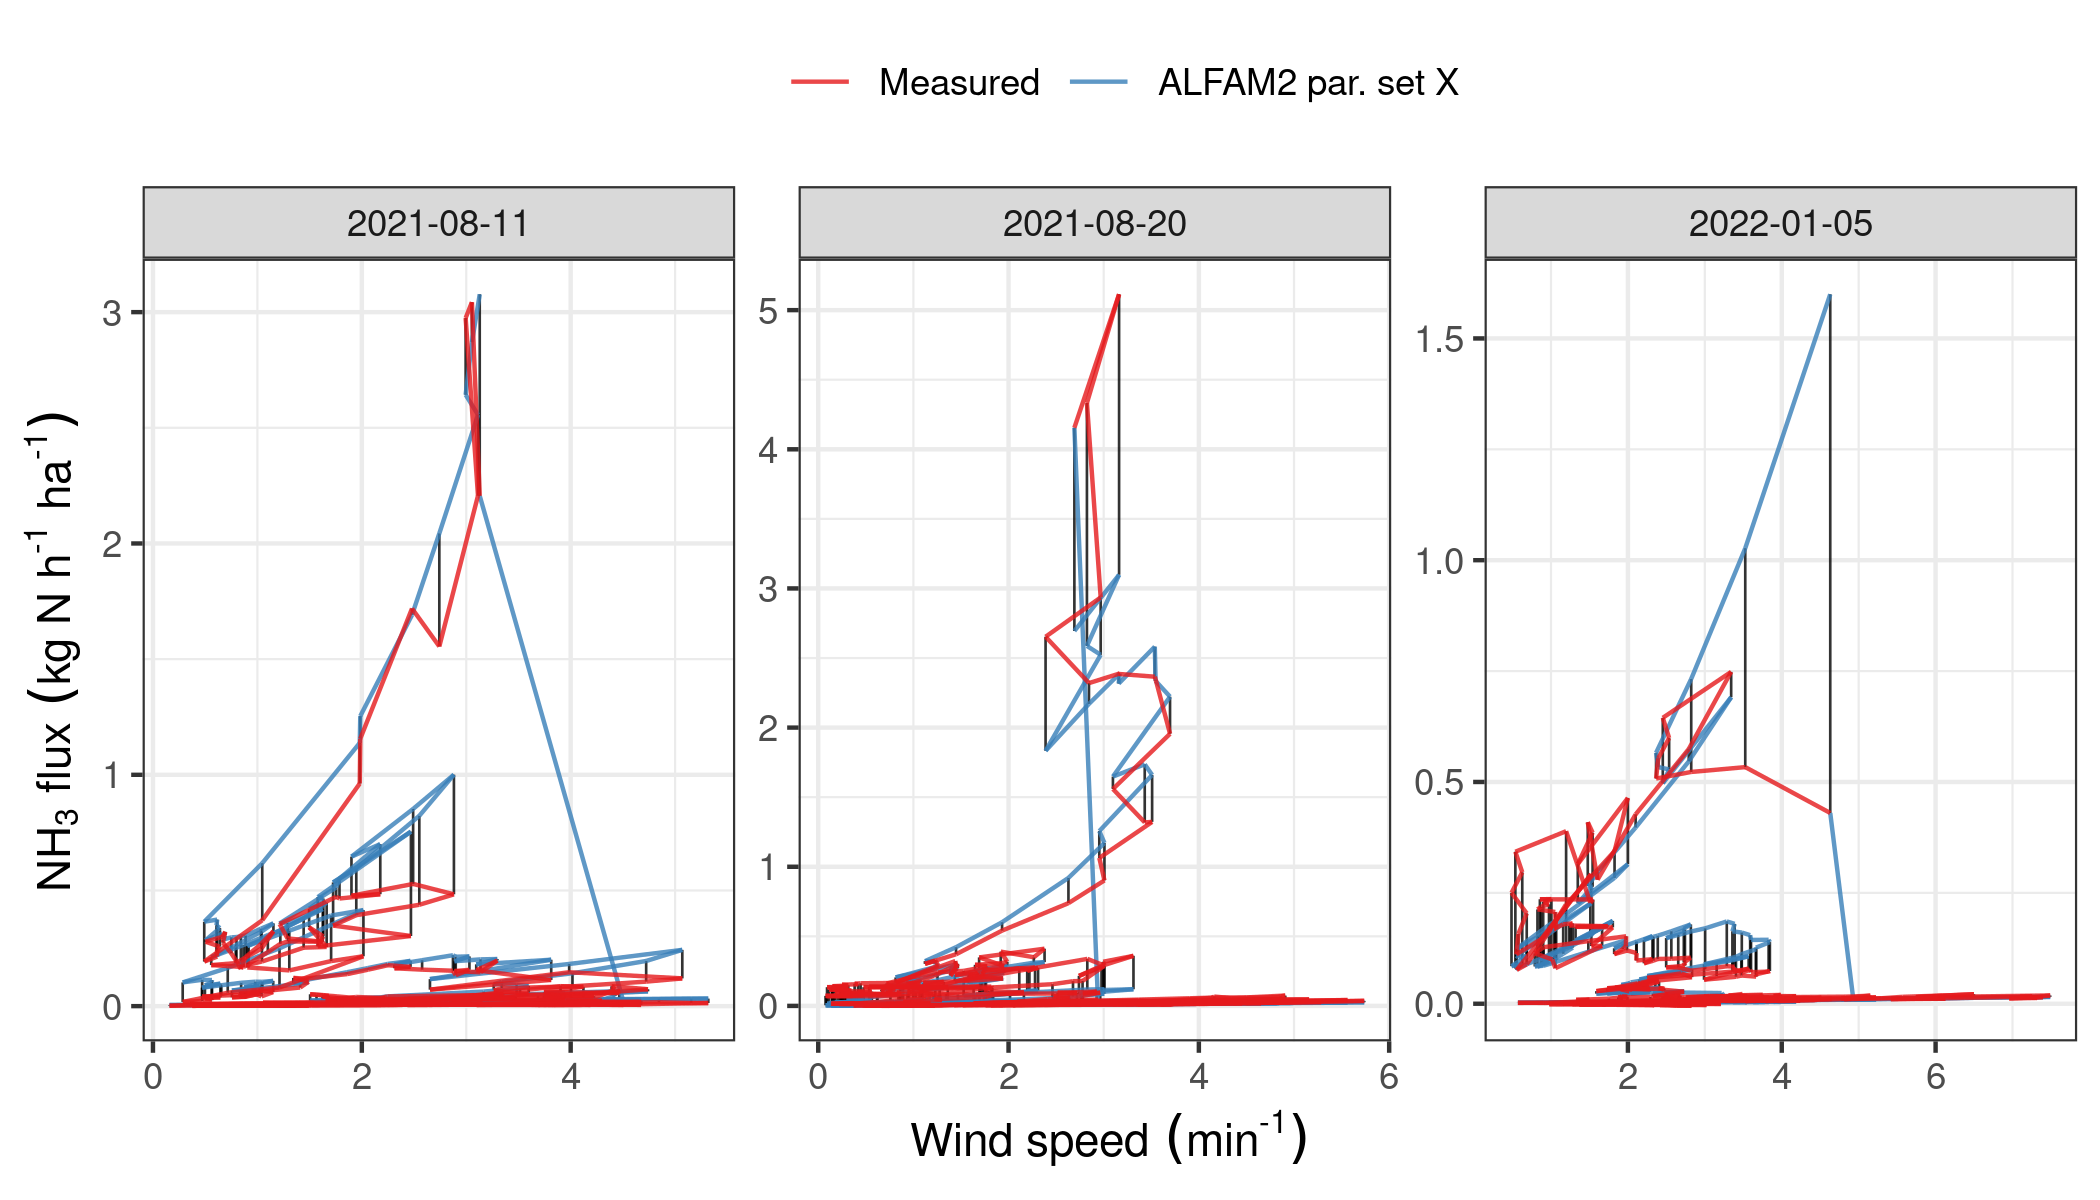 Measured ALFAM2 par. set X
2021-08-11 2021-08-20 2022-01-05
NH₃ flux (kg N h⁻¹ ha⁻¹)
3
2
1
0
5
4
3
2
1
0
1.5
1.0
0.5
0.0
0 2 4 0 2 4 6 2 4 6
Wind speed (min⁻¹)